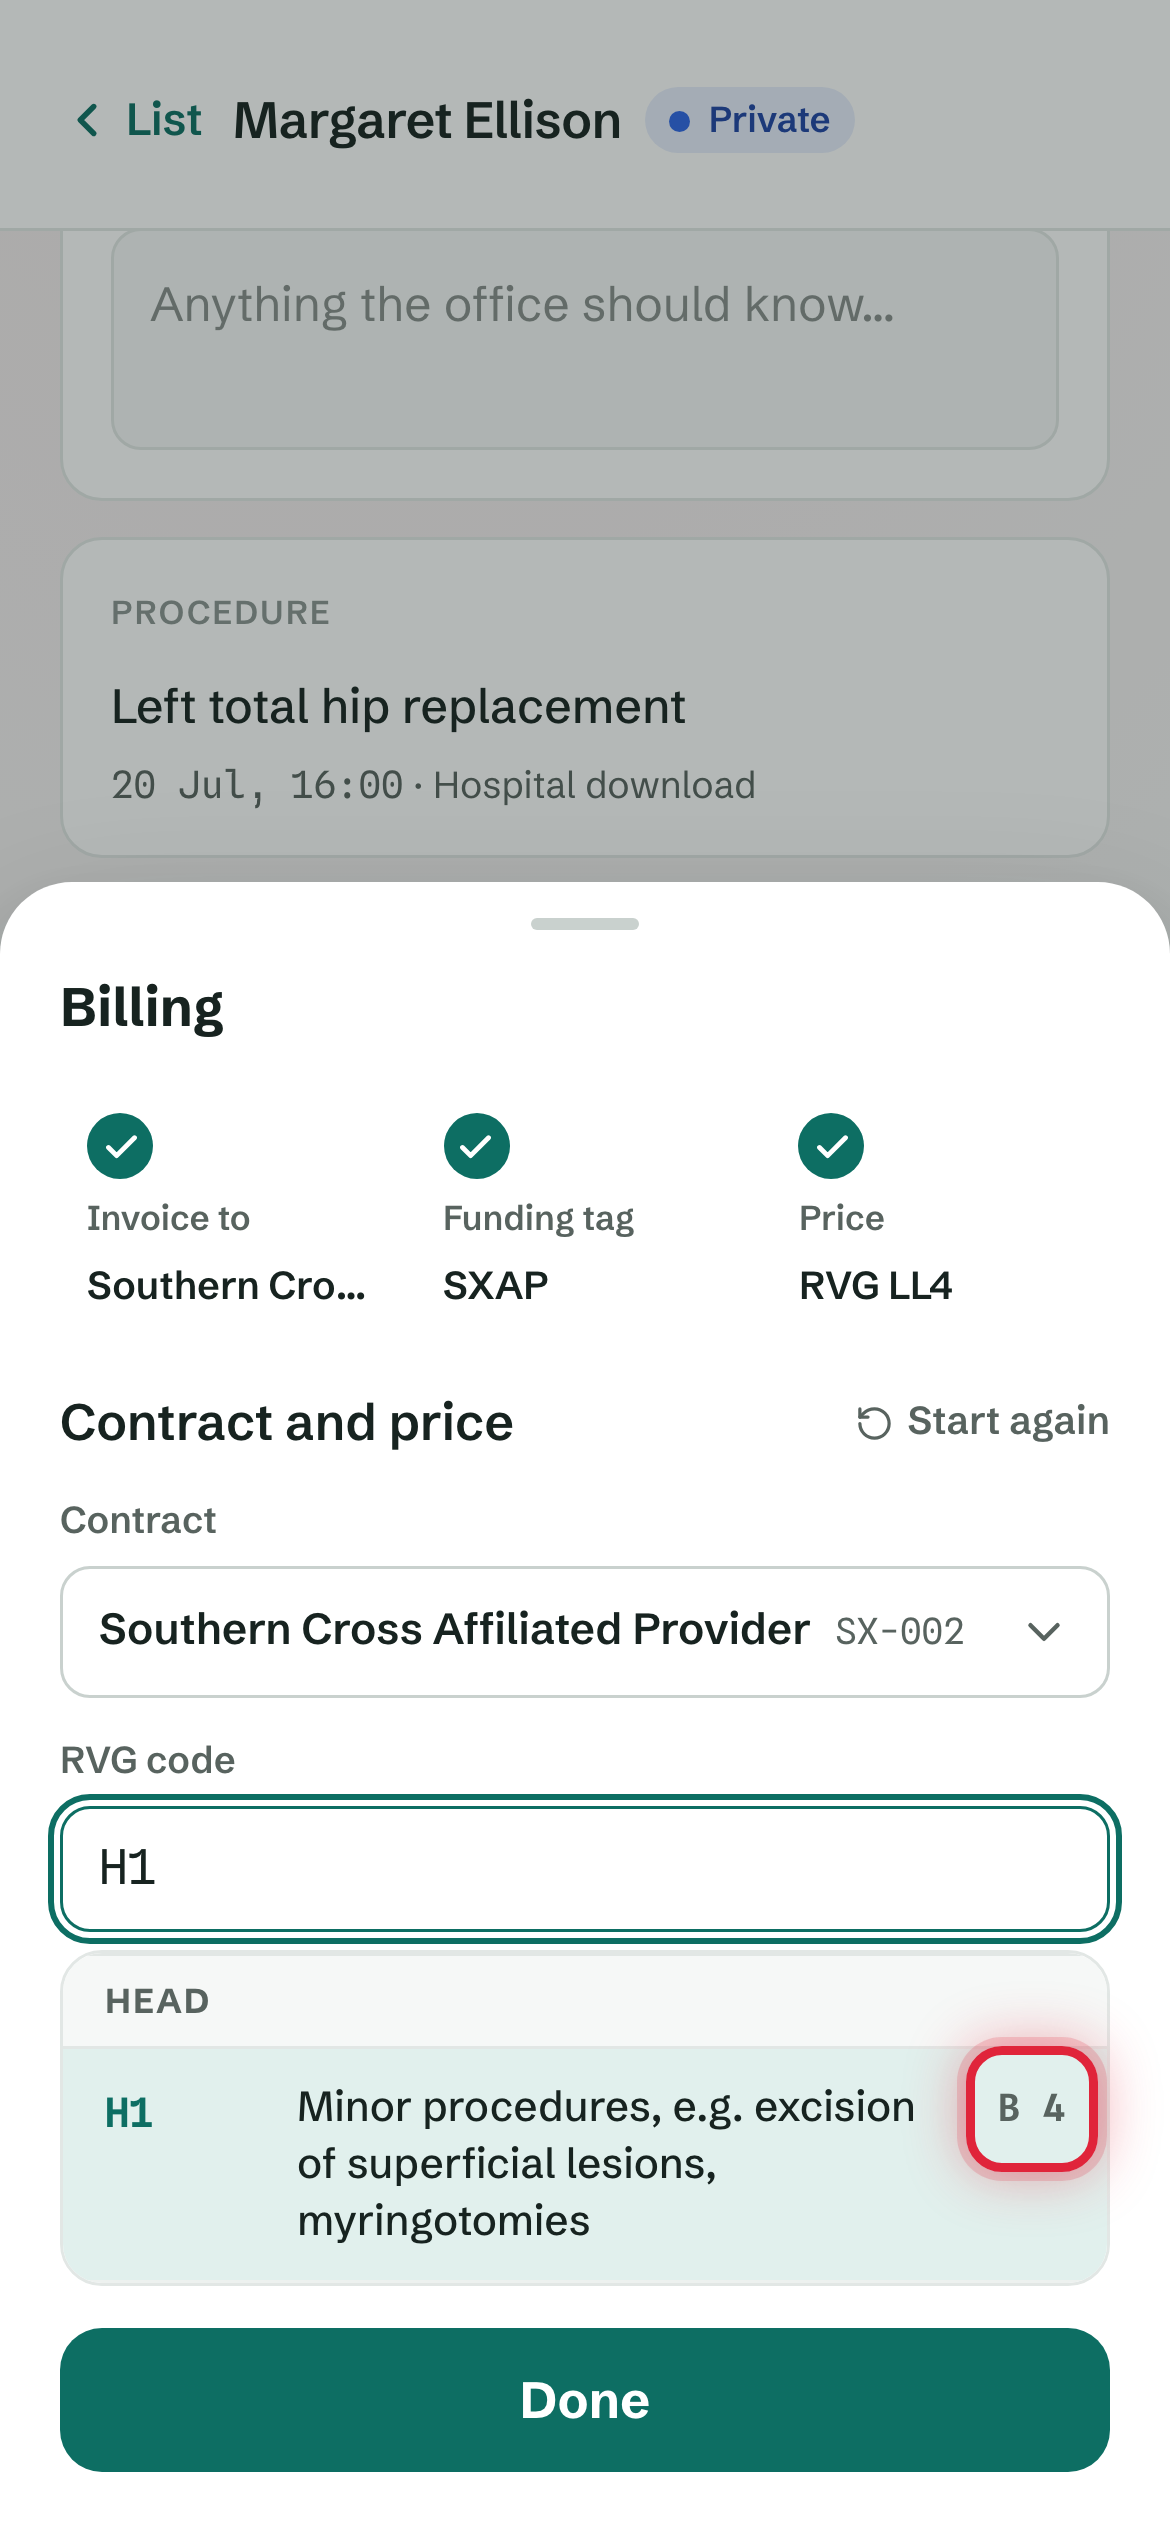 List Margaret Ellison Private
Anything the office should know...
PROCEDURE
Left total hip replacement
20 Jul, 16:00 · Hospital download
Billing
Invoice to
Southern Cro...
Funding tag
SXAP
Price
RVG LL4
Contract and price
Start again
Contract
Southern Cross Affiliated Provider SX-002
RVG code
H1
HEAD
H1 Minor procedures, e.g. excision B 4
of superficial lesions,
myringotomies
Done